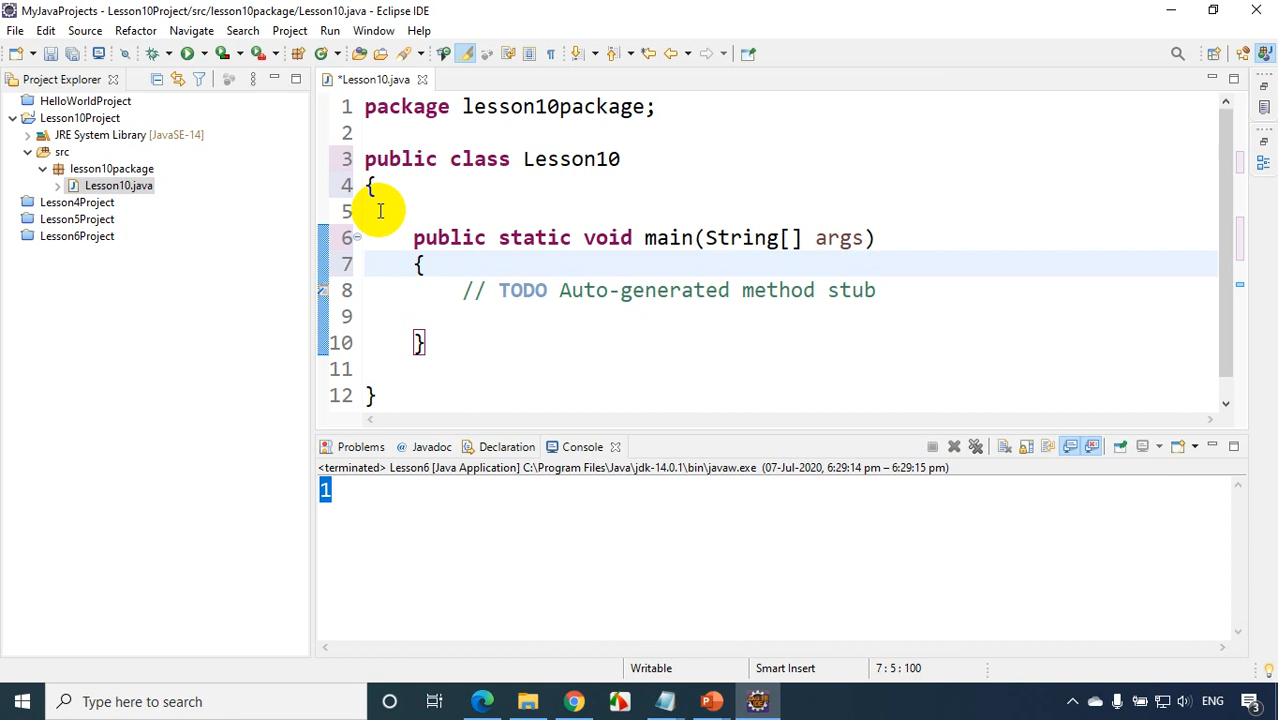 MyJavaProjects - Lesson10Project/src/lesson10package/Lesson10.java - Eclipse IDE
File Edit Source Refactor Navigate Search Project Run Window Help
Project Explorer
*Lesson10.java
HelloWorldProject
Lesson10Project
JRE System Library [JavaSE-14]
src
lesson10package
Lesson10.java
Lesson4Project
Lesson5Project
Lesson6Project
1 package lesson10package;
2
3 public class Lesson10
4 {
5
6 public static void main(String[] args)
7 {
8 // TODO Auto-generated method stub
9
10 }
11
12 }
Problems Javadoc Declaration Console
<terminated> Lesson6 [Java Application] C:\Program Files\Java\jdk-14.0.1\bin\javaw.exe (07-Jul-2020, 6:29:14 pm – 6:29:15 pm)
1
Writable Smart Insert 7 : 5 : 100
Type here to search
ENG
3